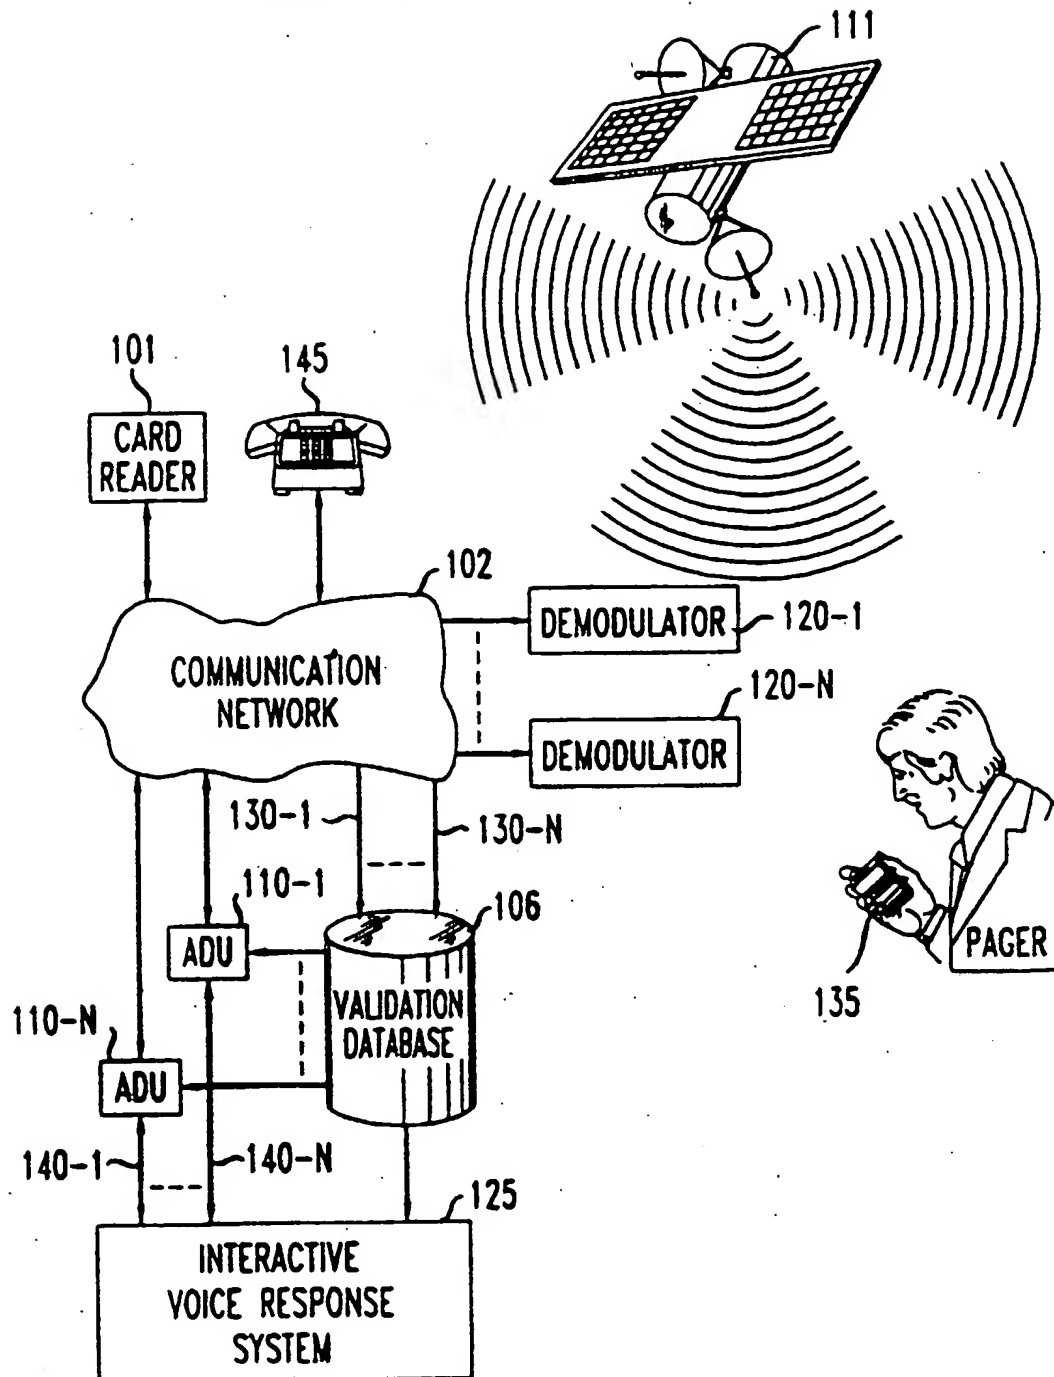 111
101
145
CARD
READER
102
DEMODULATOR
120-1
COMMUNICATION
NETWORK
120-N
DEMODULATOR
130-1
130-N
110-1
106
ADU
PAGER
VALIDATION
DATABASE
135
110-N
ADU
140-1
140-N
125
INTERACTIVE
VOICE RESPONSE
SYSTEM